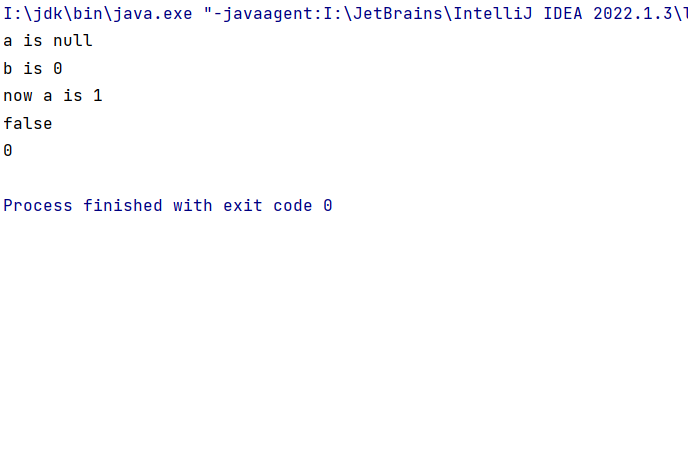 I:\jdk\bin\java.exe "-javaagent:I:\JetBrains\IntelliJ IDEA 2022.1.3\l
a is null
b is 0
now a is 1
false
0
Process finished with exit code 0